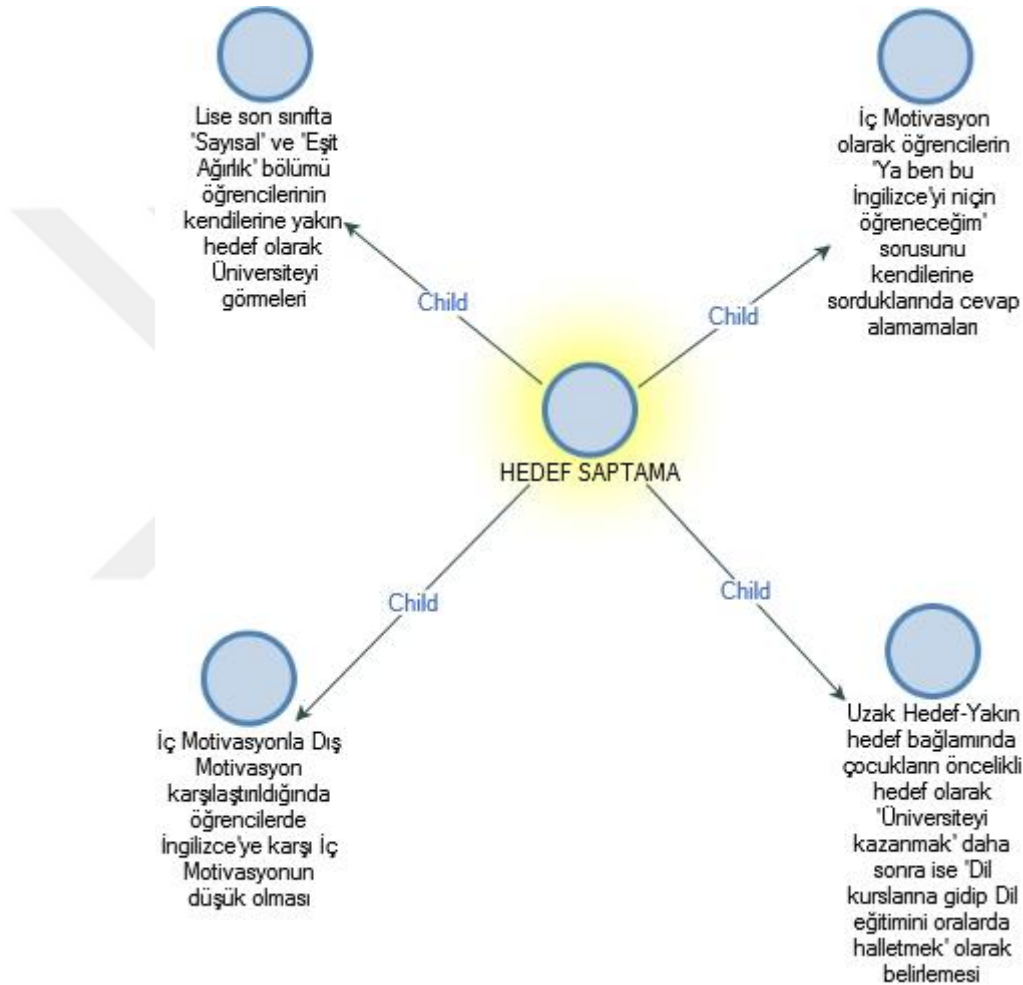 Lise son sınıfta
'Sayısal' ve 'Eşit
Ağırlık' bölümü
öğrencilerinin
kendilerine yakın
hedef olarak
Üniversiteyi
görmeleri
İç Motivasyon
olarak öğrencilerin
'Ya ben bu
İngilizce'yi niçin
öğreneceğim'
sorusunu
kendilerine
sorduklarında cevap
alamamaları
Child
Child
HEDEF SAPTAMA
Child
Child
İç Motivasyonla Dış
Motivasyon
karşılaştırıldığında
öğrencilerde
İngilizce'ye karşı İç
Motivasyonun
düşük olması
Uzak Hedef-Yakın
hedef bağlamında
çocukların öncelikli
hedef olarak
'Üniversiteyi
kazanmak' daha
sonra ise 'Dil
kurslarına gidip Dil
eğitimini oralarda
halletmek' olarak
belirlemesi